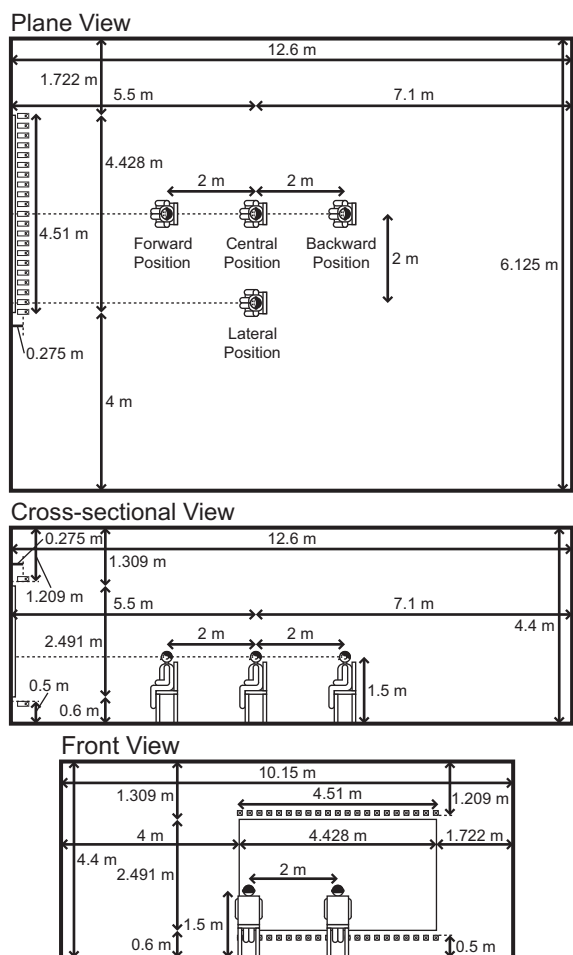 Plane View
12.6 m
1.722 m
5.5 m
7.1 m
4.428 m
2 m
2 m
4.51 m
Forward
Position
Central
Position
Backward
Position
2 m
6.125 m
Lateral
Position
0.275 m
4 m
Cross-sectional View
0.275 m
12.6 m
1.309 m
1.209 m
5.5 m
7.1 m
4.4 m
2 m
2 m
2.491 m
0.5 m
1.5 m
0.6 m
Front View
10.15 m
1.309 m
4.51 m
1.209 m
4 m
4.428 m
1.722 m
4.4 m
2.491 m
2 m
1.5 m
0.6 m
0.5 m